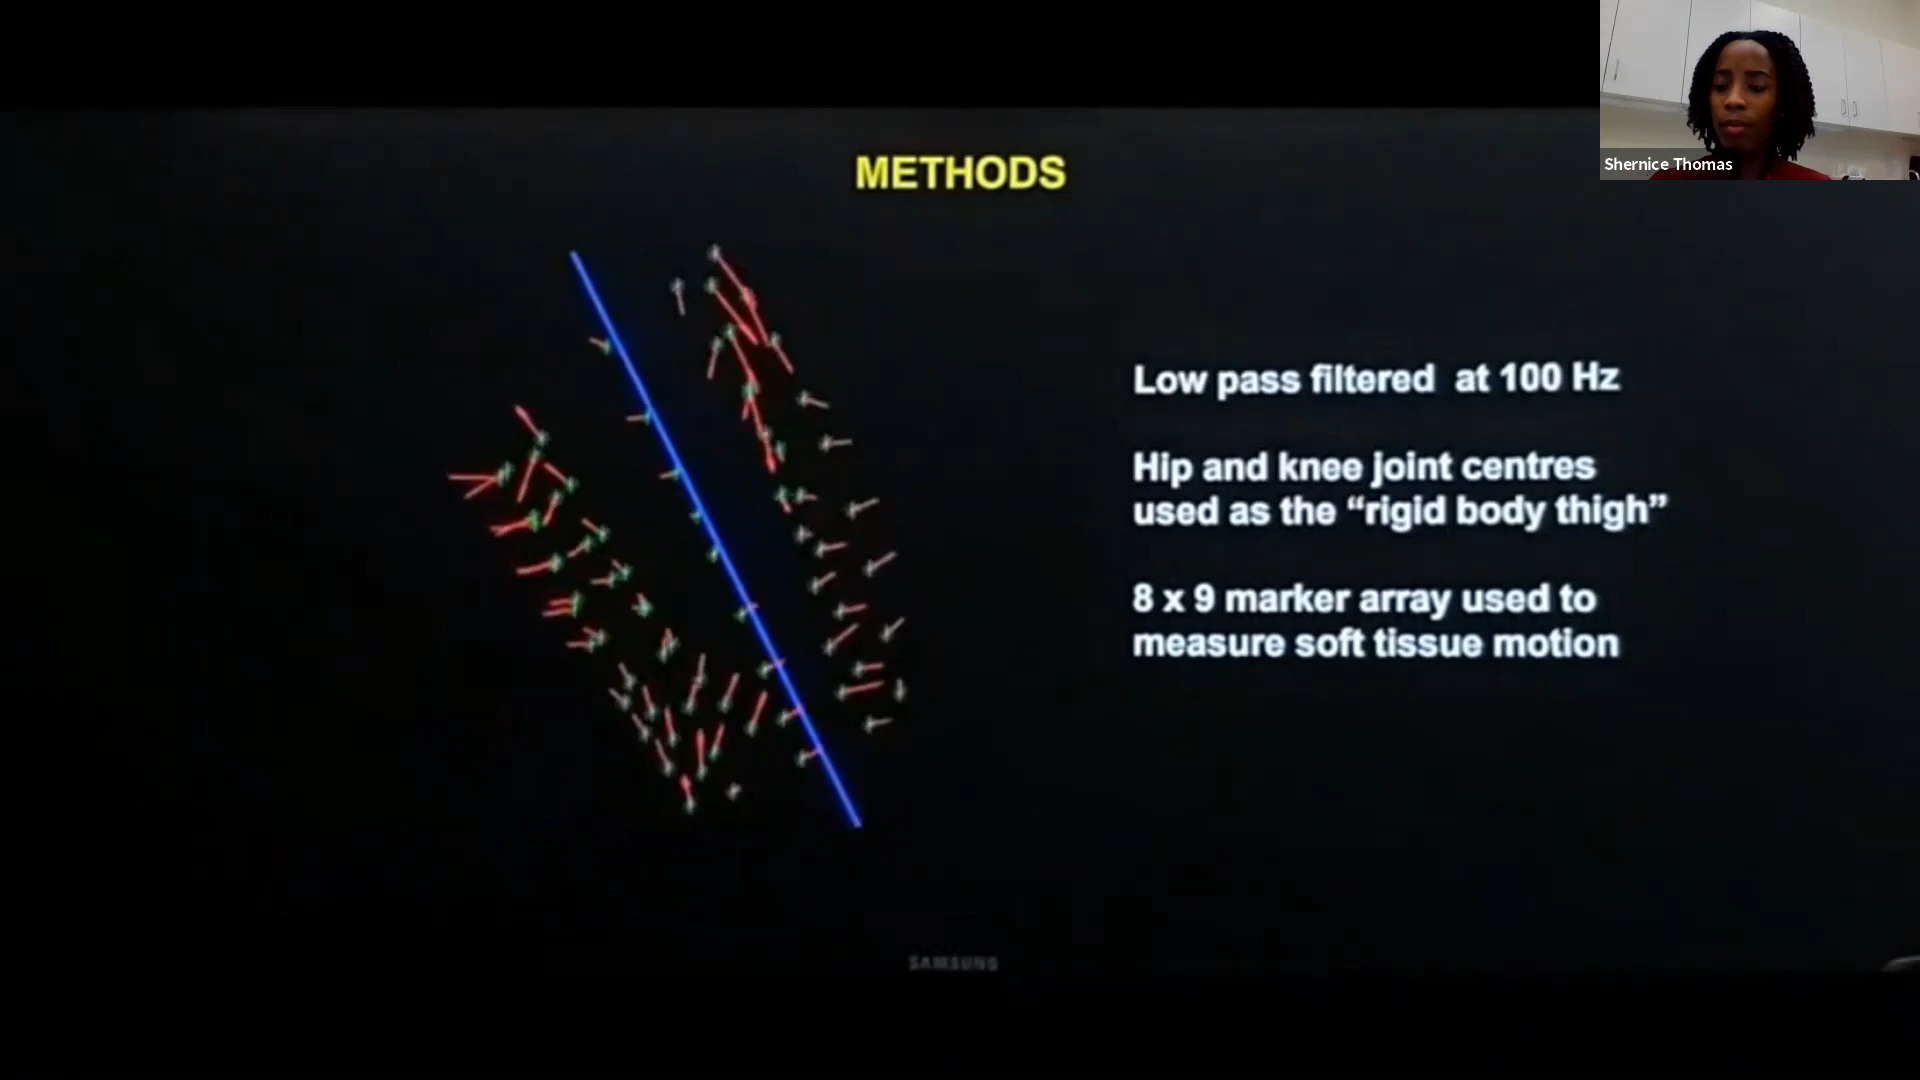 METHODS
Shernice Thomas
Low pass filtered at 100 Hz
Hip and knee joint centres
used as the “rigid body thigh”
8 x 9 marker array used to
measure soft tissue motion
SAMSUNG